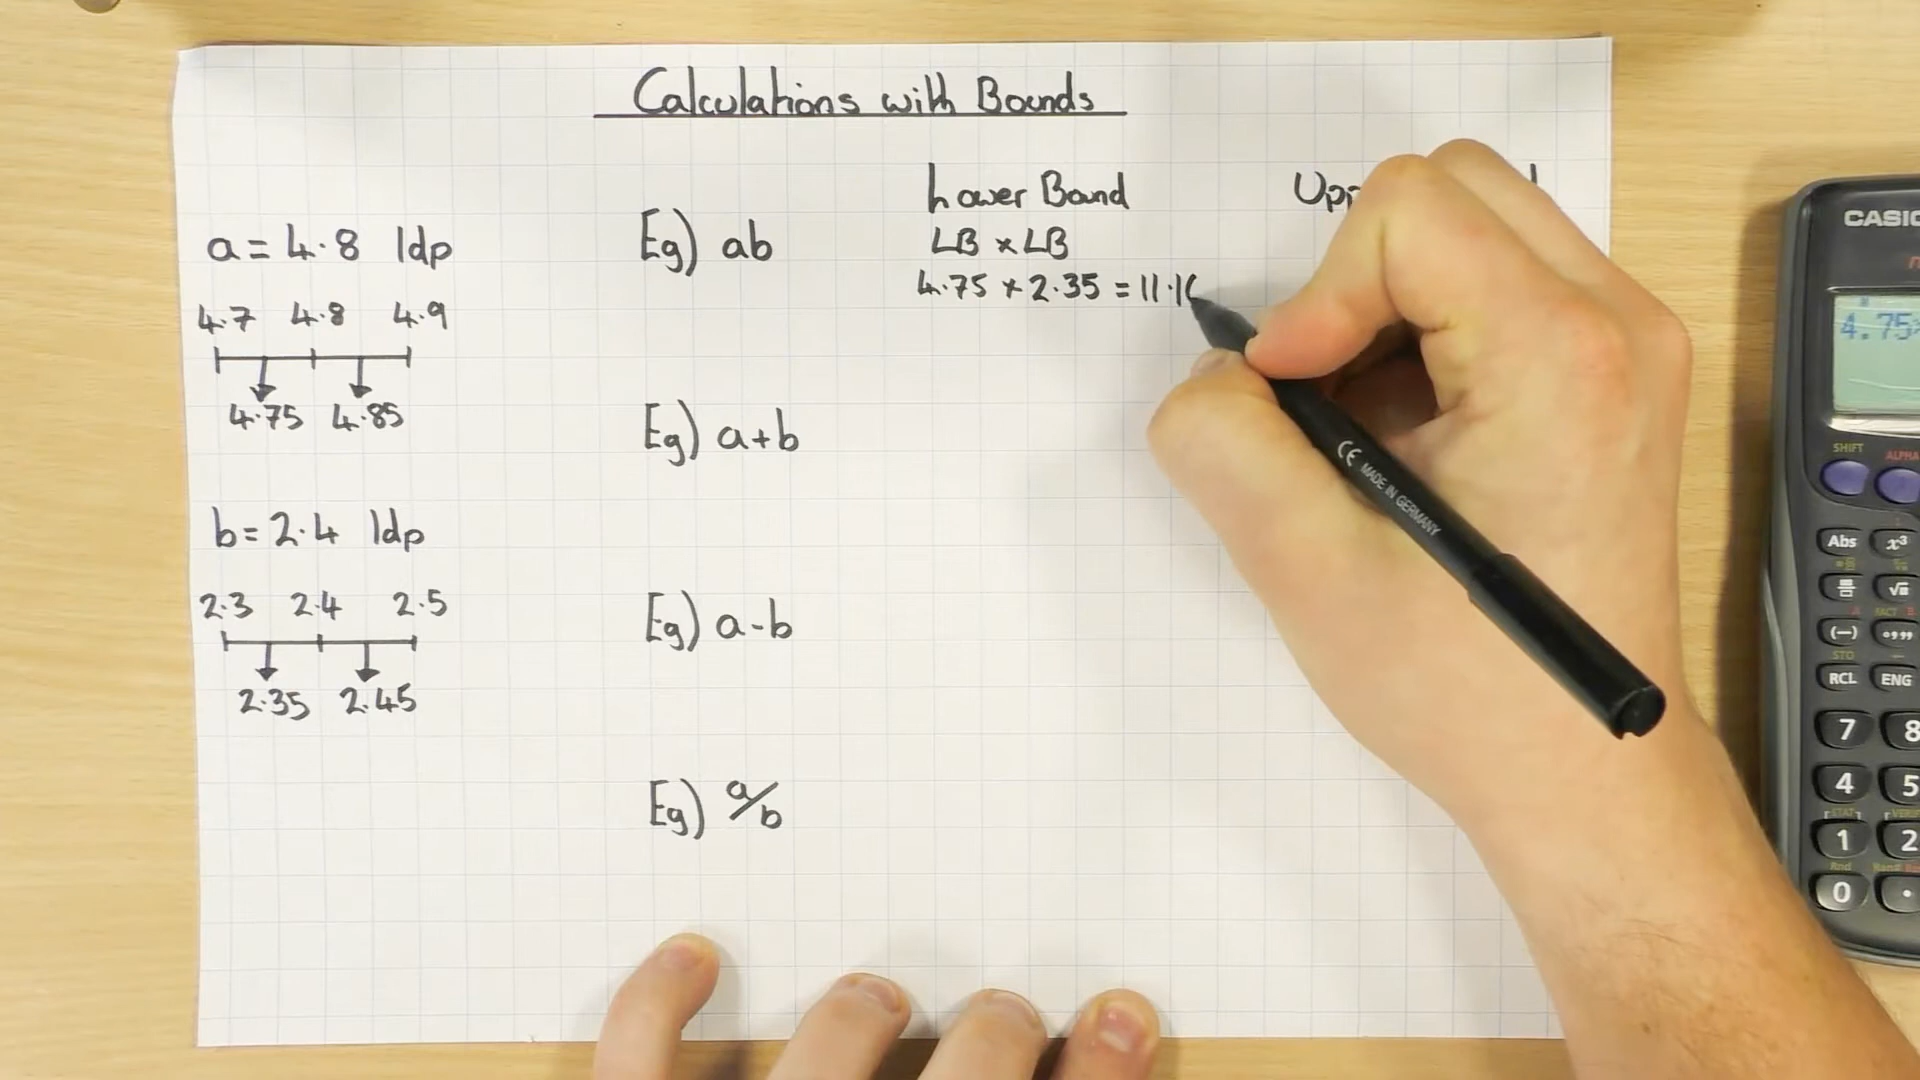 Calculations with Bounds
Lower Bound
a = 4.8 1dp
4.7 4.8 4.9
4.75 4.85
b = 2.4 1dp
2.3 2.4 2.5
2.35 2.45
Eg) ab
LB × LB
4.75 × 2.35 = 11.1
Eg) a+b
Eg) a-b
Eg) a/b
CE MADE IN GERMANY
CASIO
4.75
SHIFT ALPHA
Abs x³
(−)
STO
RCL ENG
7 8
4 5
1 2
Rnd
0 .